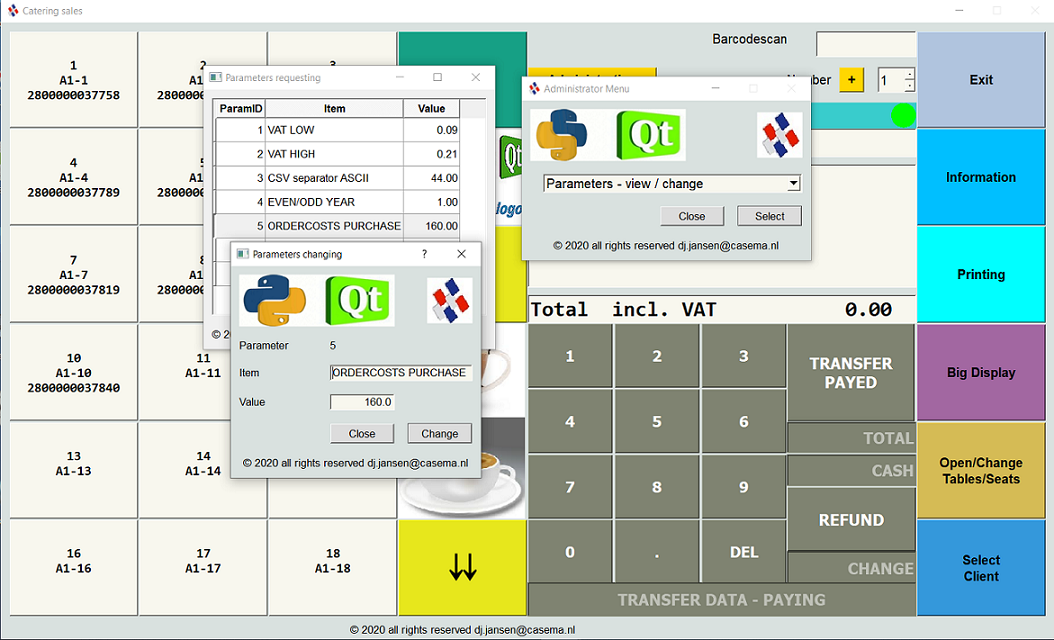 Catering sales
1
A1-1
2800000037758
2
A1
28000
3
4
A1-4
2800000037789
A1
28000
7
A1-7
2800000037819
A1
28000
10
A1-10
2800000037840
11
A1-11
13
A1-13
14
A1-14
16
A1-16
17
A1-17
18
A1-18
Parameters requesting
ParamID Item Value
1 VAT LOW 0.09
2 VAT HIGH 0.21
3 CSV separator ASCII 44.00
4 EVEN/ODD YEAR 1.00
5 ORDERCOSTS PURCHASE 160.00
© 20
Parameters changing
?
Qt
Parameter 5
Item ORDERCOSTS PURCHASE
Value 160.0
Close Change
© 2020 all rights reserved dj.jansen@casema.nl
Qt
logo
Barcodescan
+
1
Administrator Menu
Qt
Parameters - view / change
Close Select
© 2020 all rights reserved dj.jansen@casema.nl
Total incl. VAT 0.00
1 2 3
4 5 6
7 8 9
0 . DEL
TRANSFER
PAYED
TOTAL
CASH
REFUND
CHANGE
TRANSFER DATA - PAYING
Exit
Information
Printing
Big Display
Open/Change
Tables/Seats
Select
Client
© 2020 all rights reserved dj.jansen@casema.nl